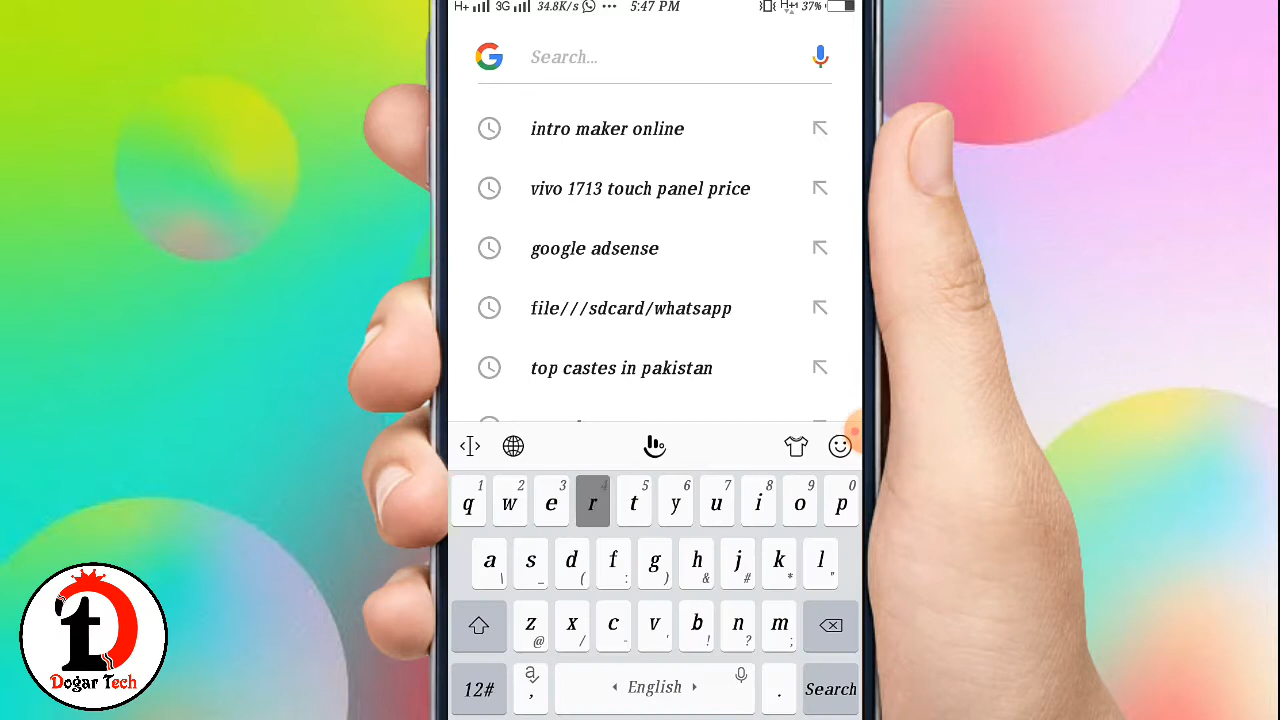 H+ 3G 34.8K/s ... 5:47 PM H+1 37%
G Search...
intro maker online
vivo 1713 touch panel price
google adsense
file///sdcard/whatsapp
top castes in pakistan
q 1 w 2 e 3 r 4 t 5 y 6 u 7 i 8 o 9 p 0
a \ s _ d ( f : g ) h & j # k * l "
z @ x / c - v ' b ! n ? m ;
12# , English . Search
Dogar Tech